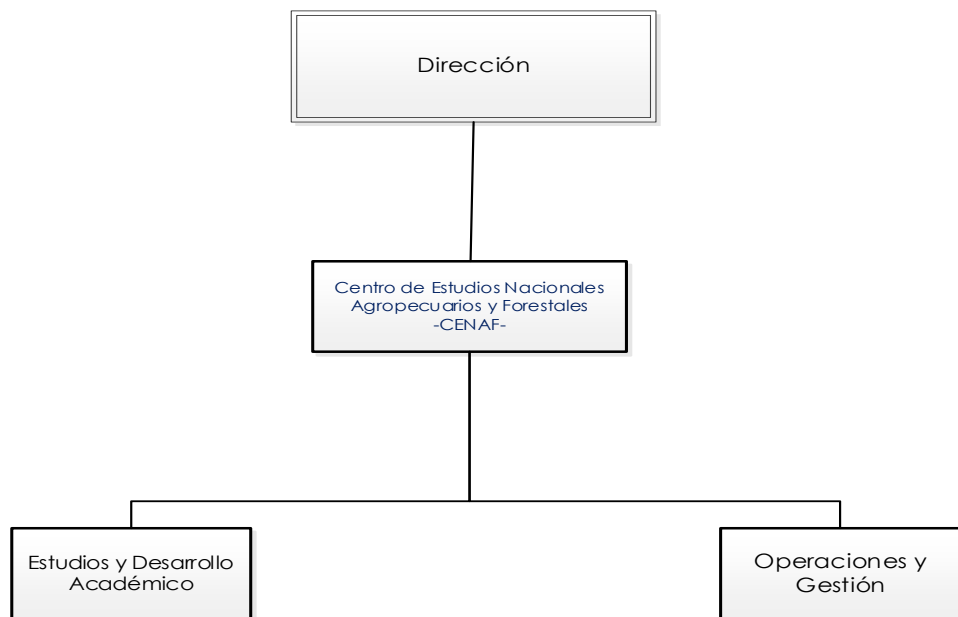 Dirección
Centro de Estudios Nacionales
Agropecuarios y Forestales
-CENAF-
Estudios y Desarrollo
Académico
Operaciones y
Gestión